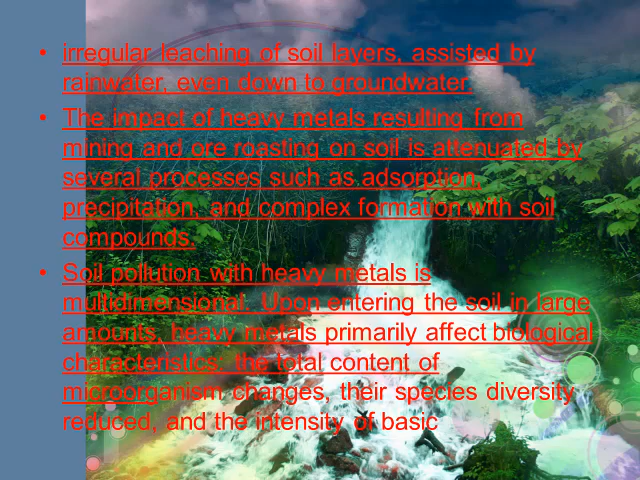 • irregular leaching of soil layers, assisted by
rainwater, even down to groundwater.
• The impact of heavy metals resulting from
mining and ore roasting on soil is attenuated by
several processes such as adsorption,
precipitation, and complex formation with soil
compounds.
• Soil pollution with heavy metals is
multidimensional. Upon entering the soil in large
amounts, heavy metals primarily affect biological
characteristics: the total content of
microorganism changes, their species diversity
reduced, and the intensity of basic